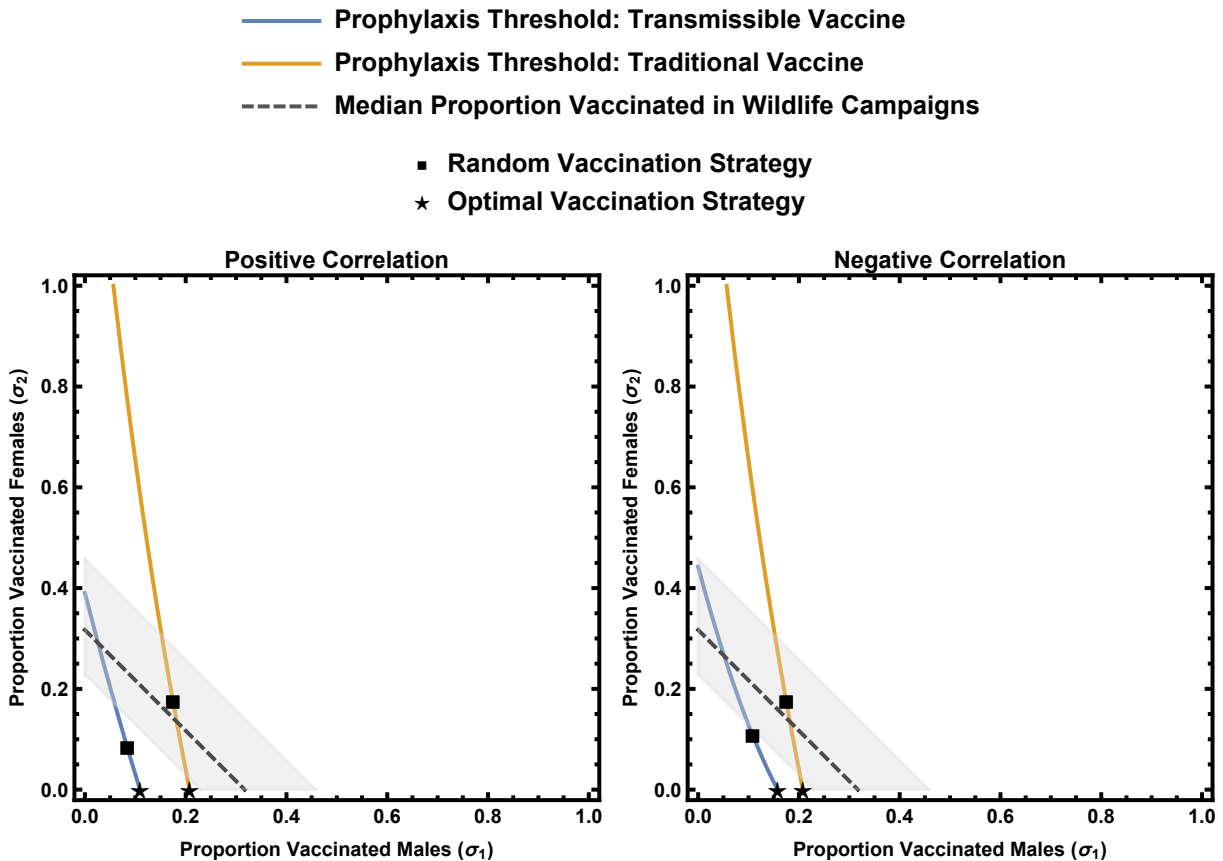 Prophylaxis Threshold: Transmissible Vaccine
Prophylaxis Threshold: Traditional Vaccine
Median Proportion Vaccinated in Wildlife Campaigns
Random Vaccination Strategy
Optimal Vaccination Strategy
Positive Correlation
1.0
0.8
0.6
0.4
0.2
0.0
Proportion Vaccinated Females (σ₂)
0.0 0.2 0.4 0.6 0.8 1.0
Proportion Vaccinated Males (σ₁)
Negative Correlation
1.0
0.8
0.6
0.4
0.2
0.0
Proportion Vaccinated Females (σ₂)
0.0 0.2 0.4 0.6 0.8 1.0
Proportion Vaccinated Males (σ₁)